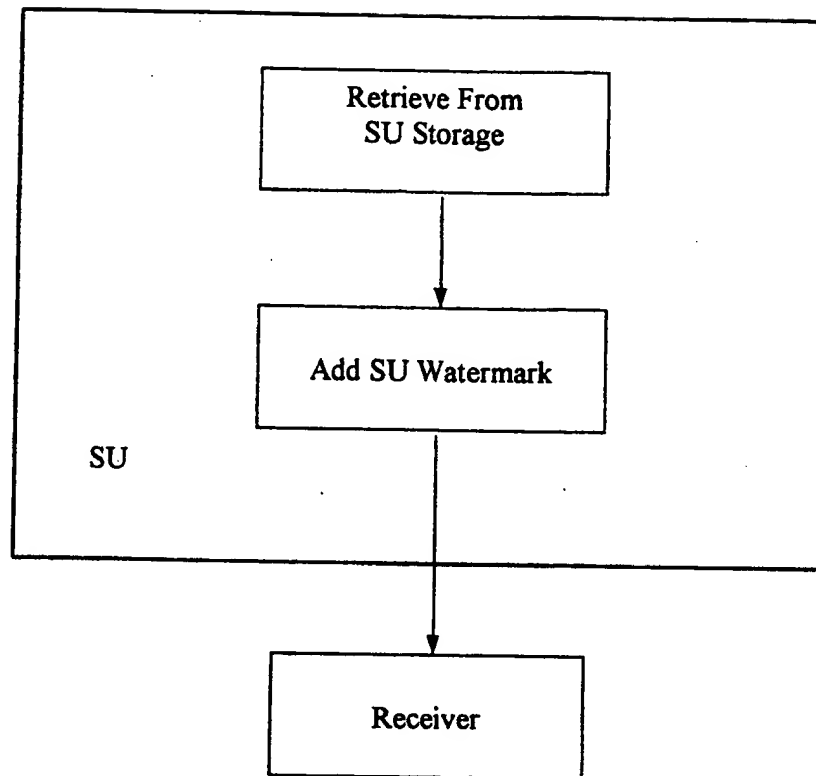 Retrieve From
SU Storage
Add SU Watermark
SU
Receiver